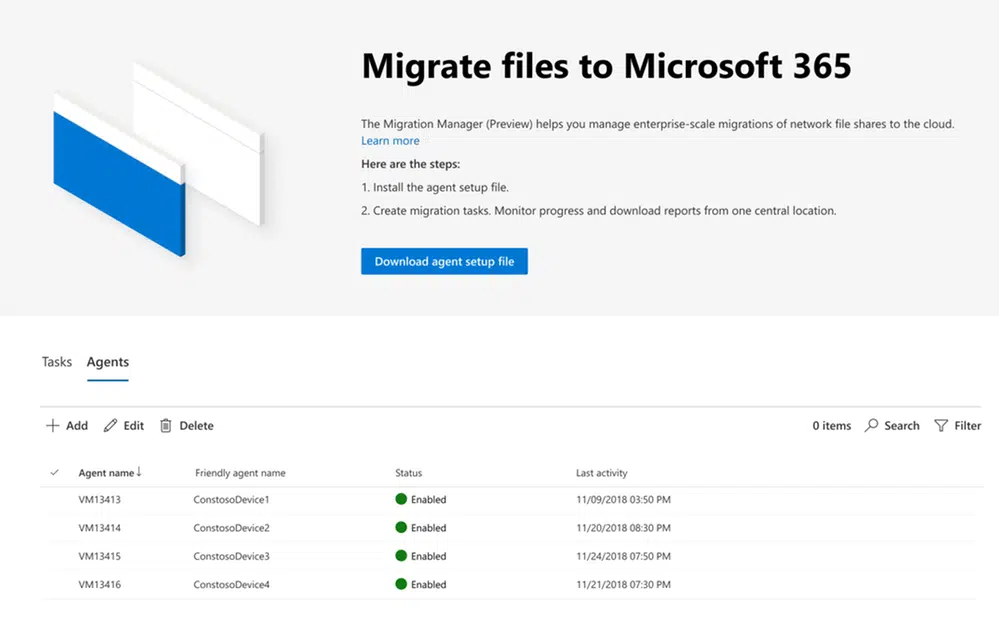 Migrate files to Microsoft 365
The Migration Manager (Preview) helps you manage enterprise-scale migrations of network file shares to the cloud.
Learn more
Here are the steps:
1. Install the agent setup file.
2. Create migration tasks. Monitor progress and download reports from one central location.
Download agent setup file
Tasks Agents
Add Edit Delete 0 items Search Filter
Agent name Friendly agent name Status Last activity
VM13413 ConstosoDevice1 Enabled 11/09/2018 03:50 PM
VM13414 ConstosoDevice2 Enabled 11/20/2018 08:30 PM
VM13415 ConstosoDevice3 Enabled 11/24/2018 07:50 PM
VM13416 ConstosoDevice4 Enabled 11/21/2018 07:30 PM